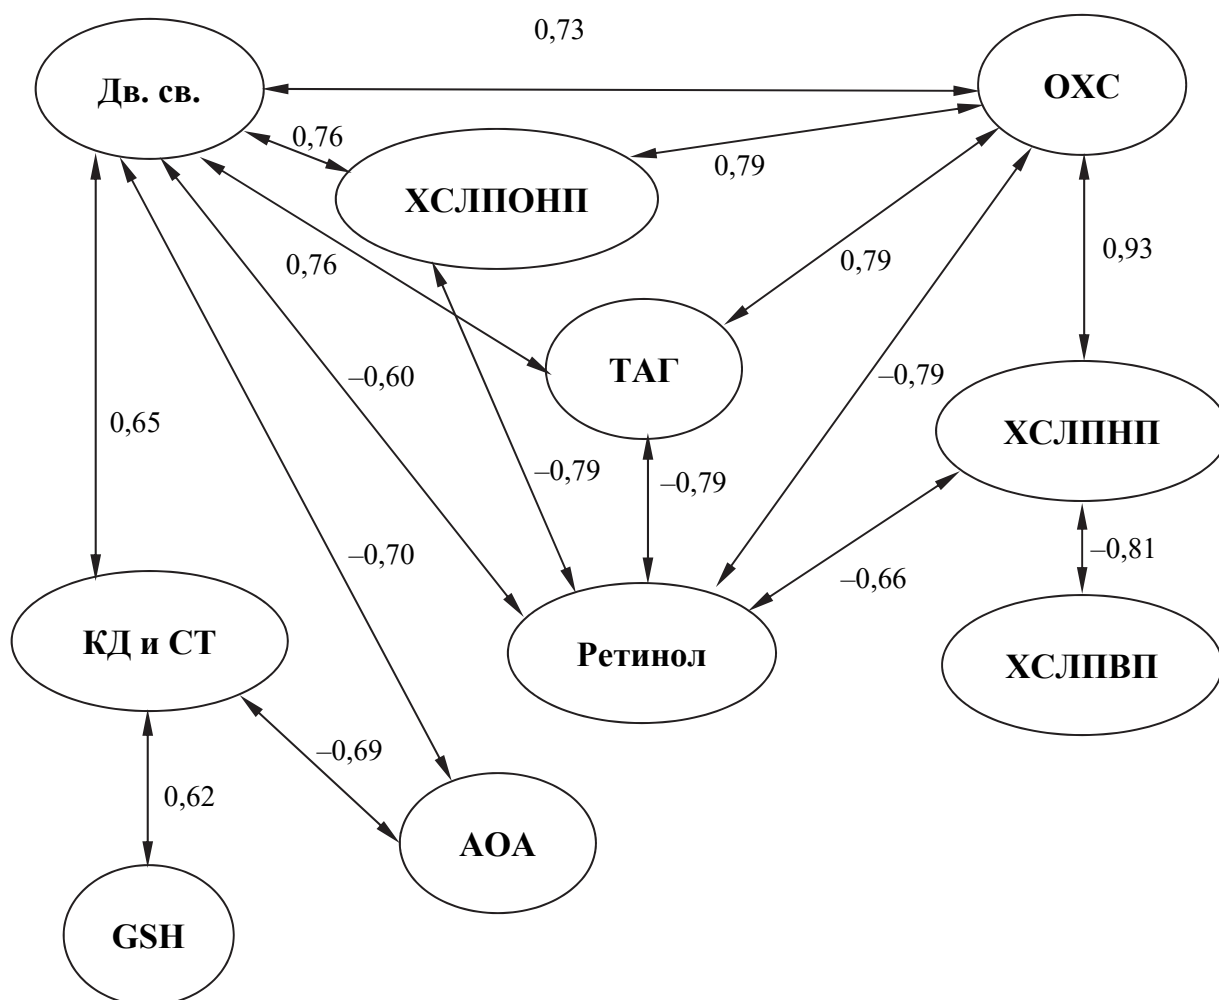 0,73
Дв. св.
ОХС
0,76
0,79
ХСЛПОНП
0,76
0,79
0,93
ТАГ
–0,60
–0,79
0,65
ХСЛПНП
–0,79
–0,79
–0,70
–0,66
–0,81
КД и СТ
Ретинол
ХСЛПВП
–0,69
0,62
АОА
GSH